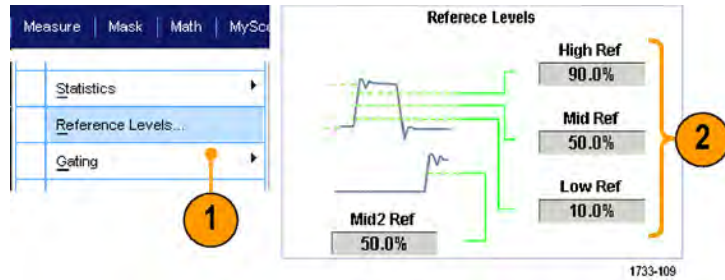 Measure | Mask | Math | MySc
Statistics
Reference Levels...
Gating
1
Referece Levels
High Ref
90.0%
Mid Ref
50.0%
Low Ref
10.0%
Mid2 Ref
50.0%
2
1733-109